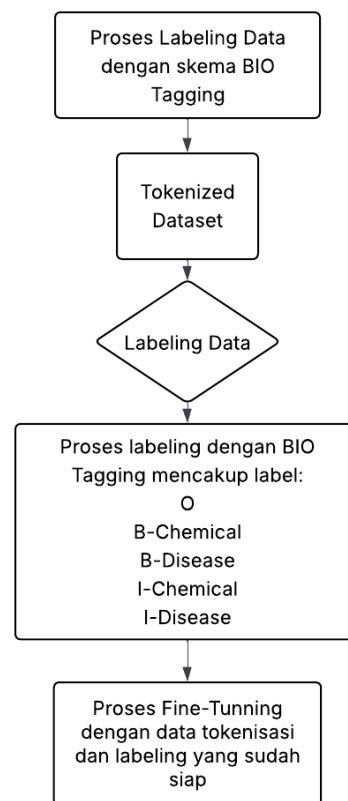 Proses Labeling Data
dengan skema BIO
Tagging
Tokenized
Dataset
Labeling Data
Proses labeling dengan BIO
Tagging mencakup label:
O
B-Chemical
B-Disease
I-Chemical
I-Disease
Proses Fine-Tunning
dengan data tokenisasi
dan labeling yang sudah
siap